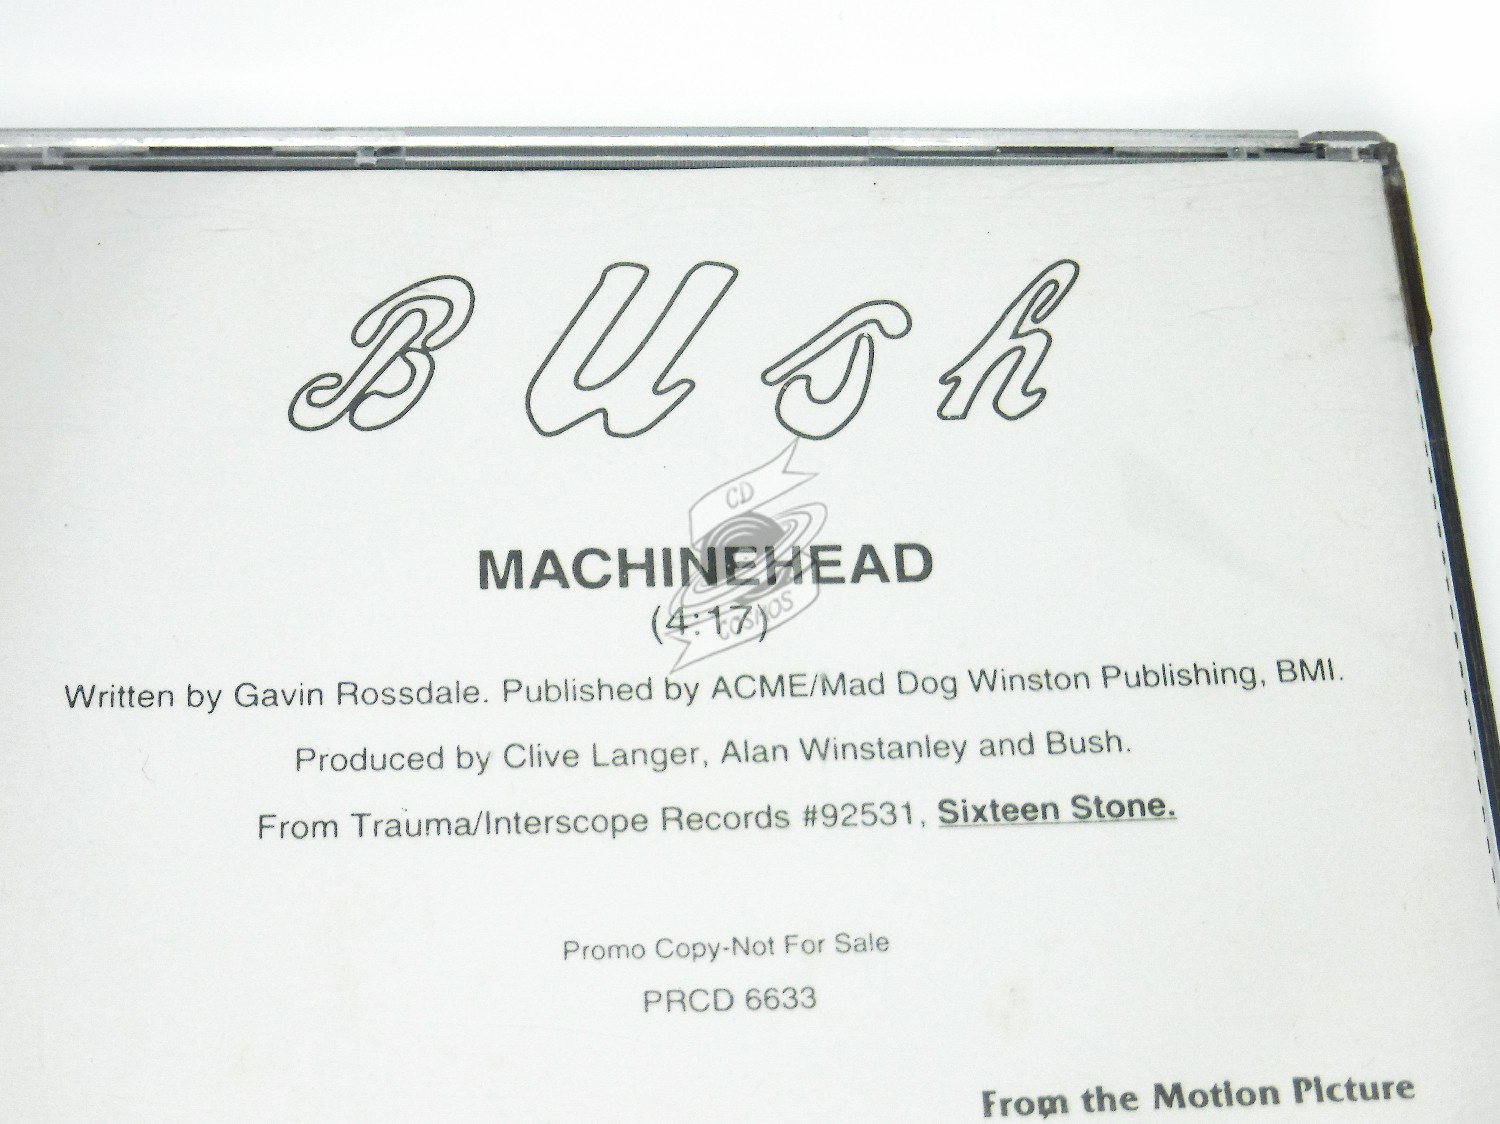 Bush
CD
COSMOS
MACHINEHEAD
(4:17)
Written by Gavin Rossdale. Published by ACME/Mad Dog Winston Publishing, BMI.
Produced by Clive Langer, Alan Winstanley and Bush.
From Trauma/Interscope Records #92531, Sixteen Stone.
Promo Copy-Not For Sale
PRCD 6633
From the Motion Picture